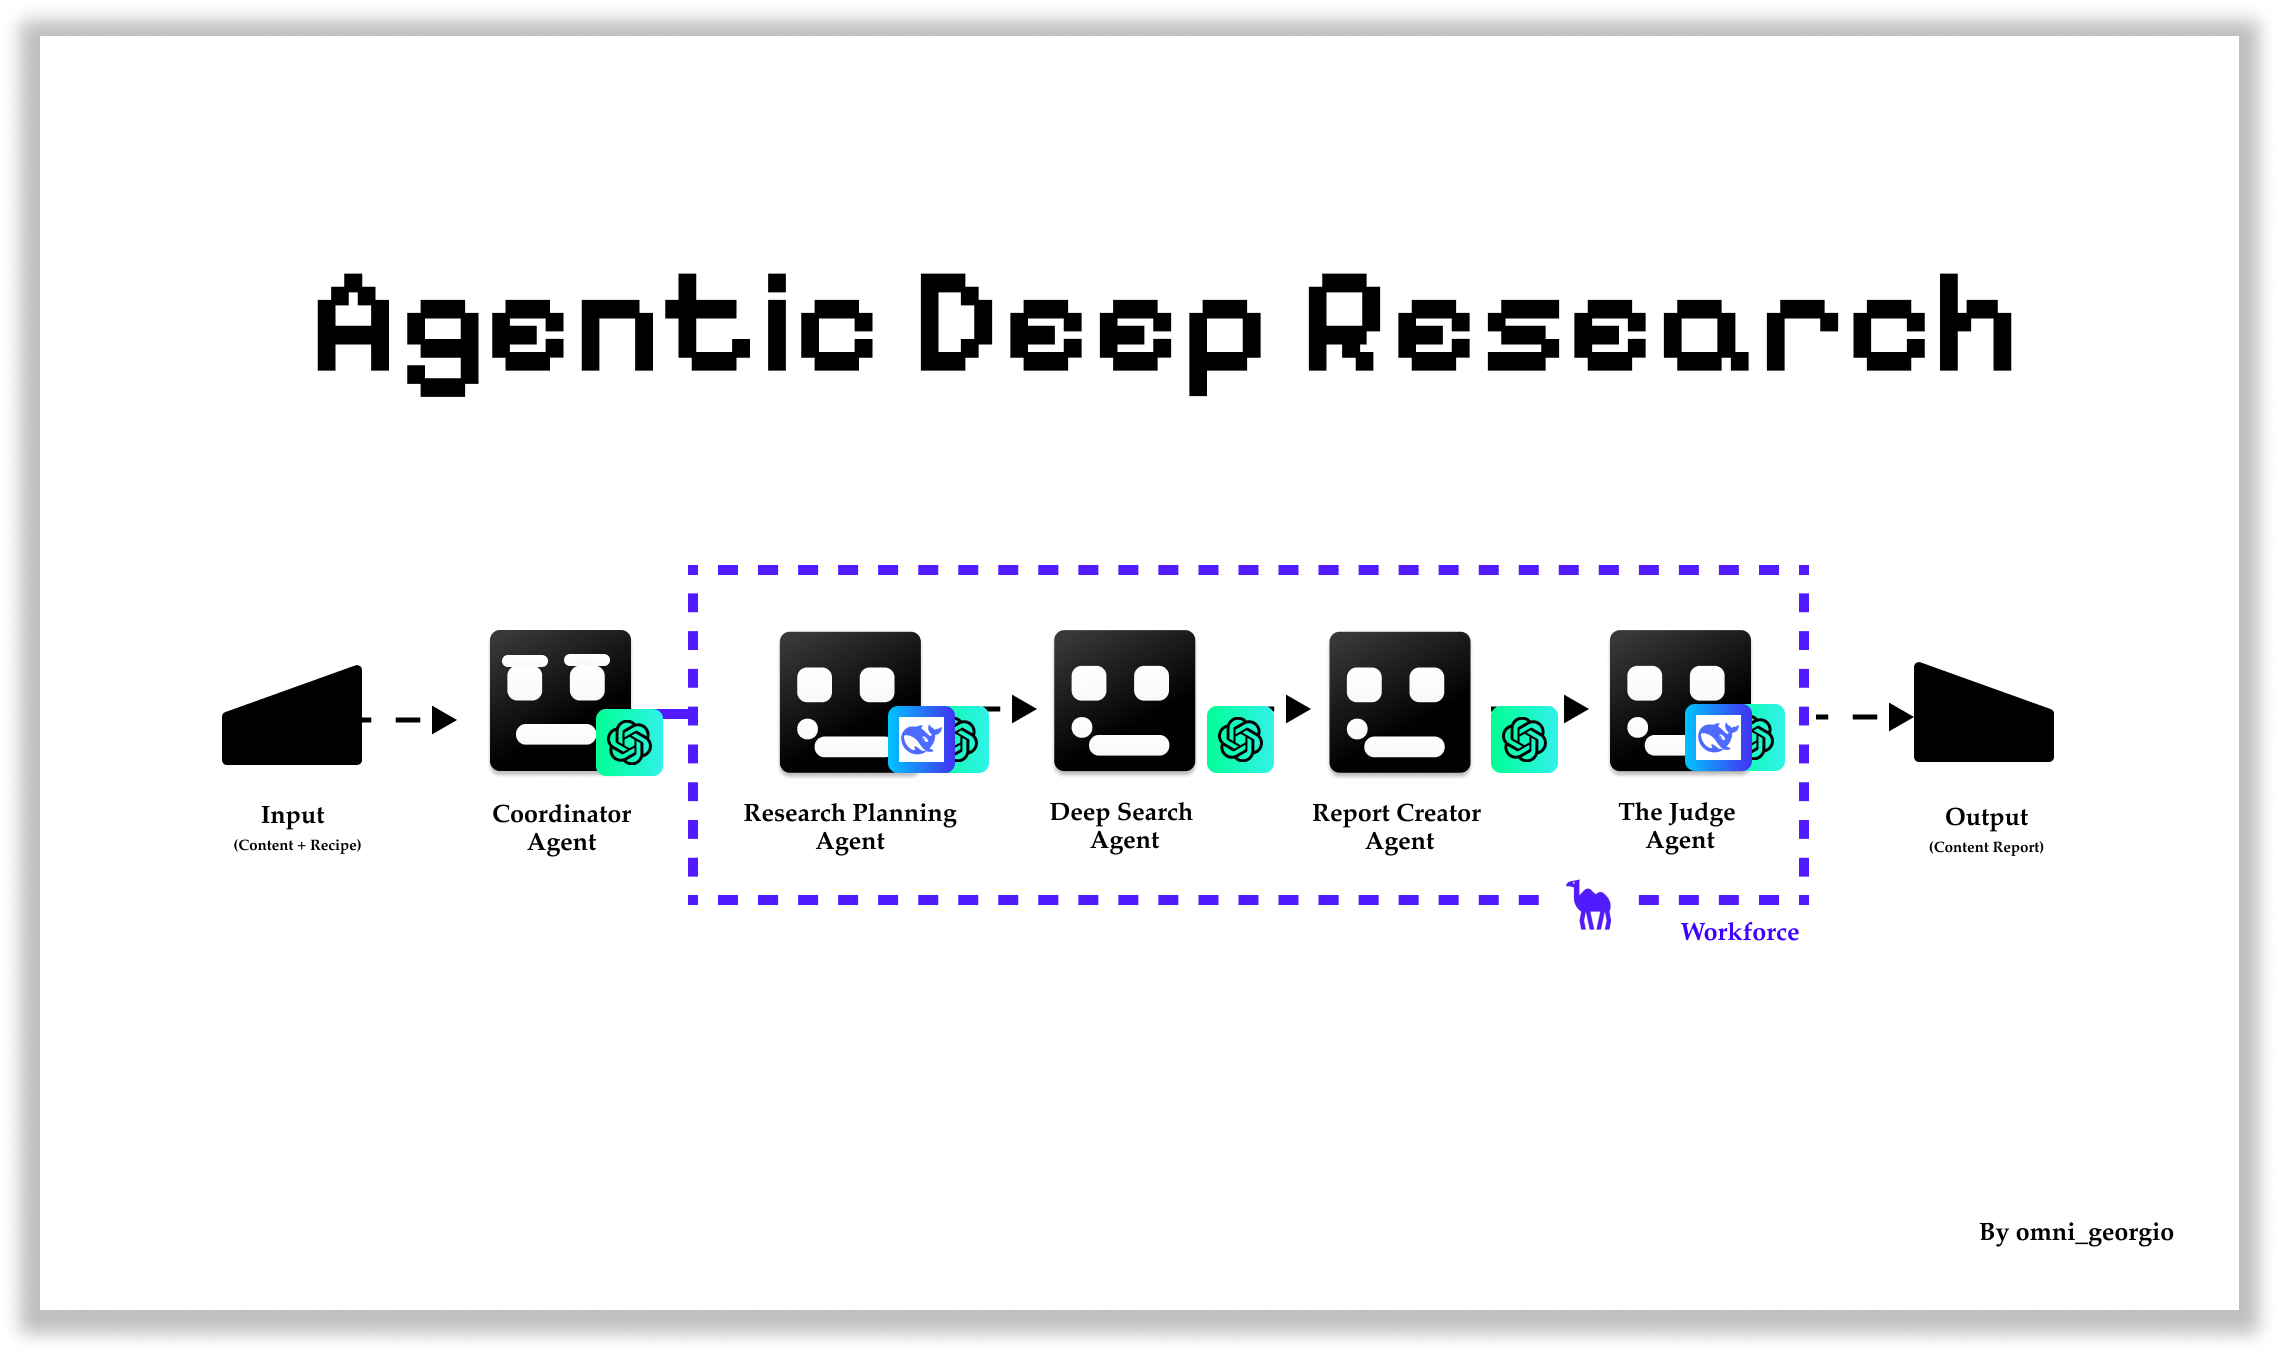 Agentic Deep Research
Input
(Content + Recipe)
Coordinator
Agent
Research Planning
Agent
Deep Search
Agent
Report Creator
Agent
The Judge
Agent
Output
(Content Report)
Workforce
By omni_georgio